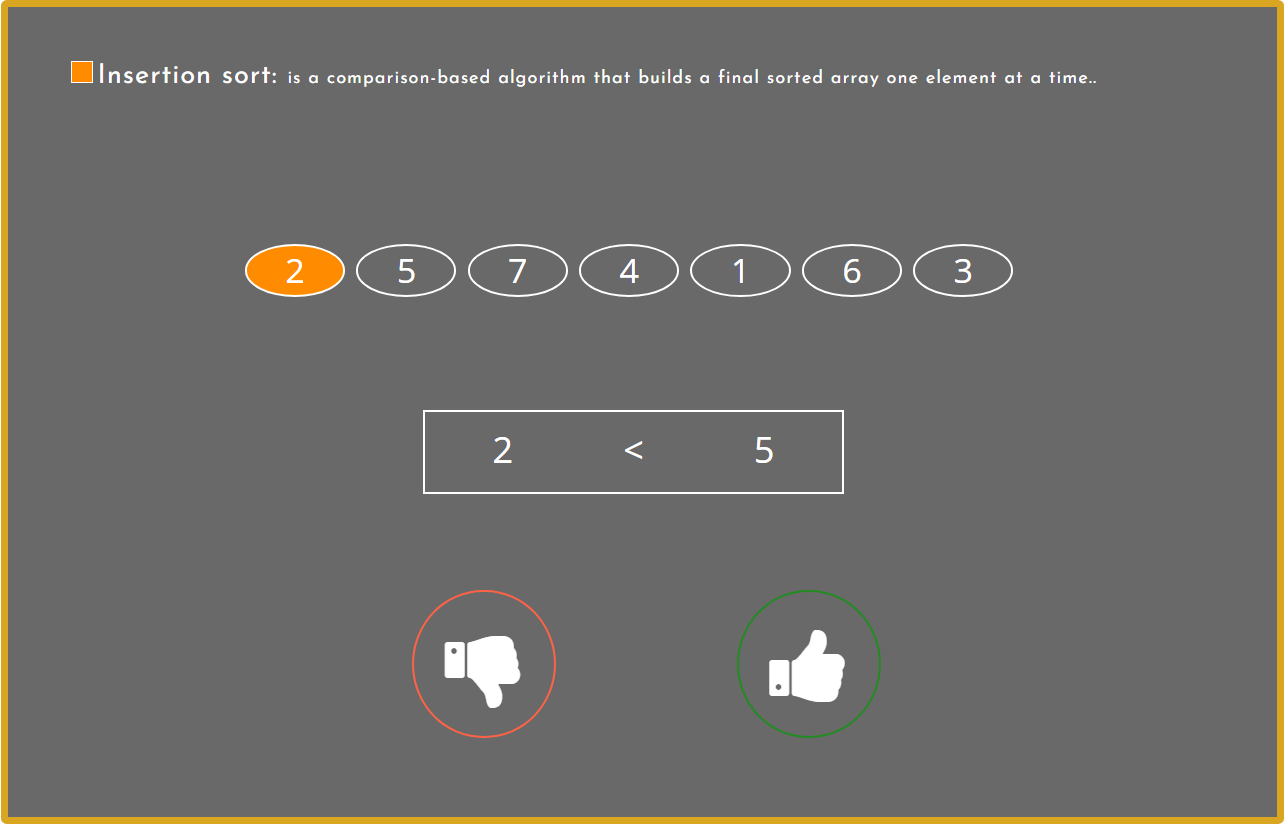 Insertion sort: is a comparison-based algorithm that builds a final sorted array one element at a time..
2 5 7 4 1 6 3
2 < 5